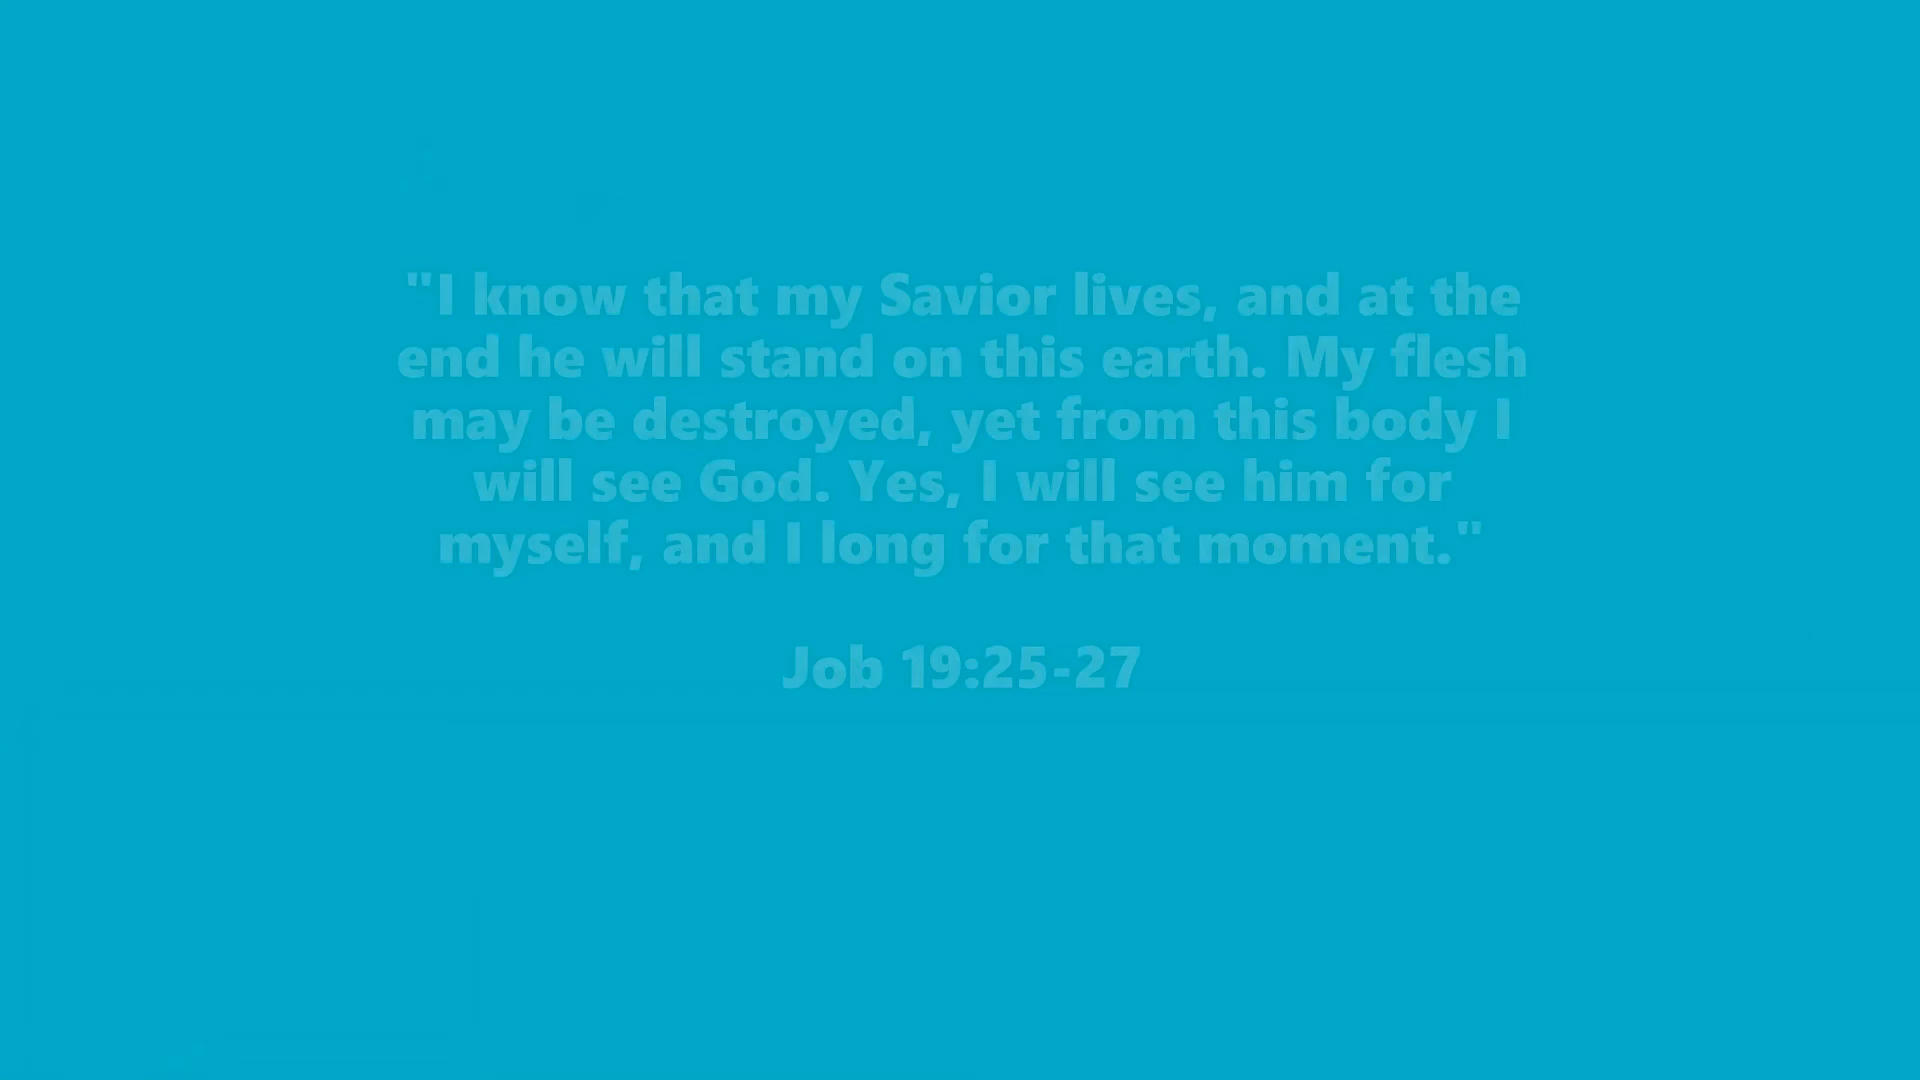 "I know that my Savior lives, and at the
end he will stand on this earth. My flesh
may be destroyed, yet from this body I
will see God. Yes, I will see him for
myself, and I long for that moment."
Job 19:25-27